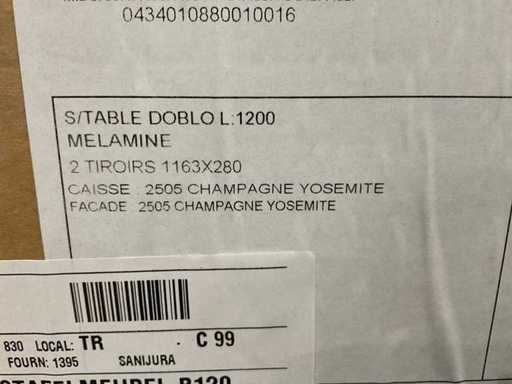 0434010880010016
S/TABLE DOBLO L:1200
MELAMINE
2 TIROIRS 1163X280
CAISSE : 2505 CHAMPAGNE YOSEMITE
FACADE : 2505 CHAMPAGNE YOSEMITE
830 LOCAL: TR - C 99
FOURN: 1395 SANIJURA